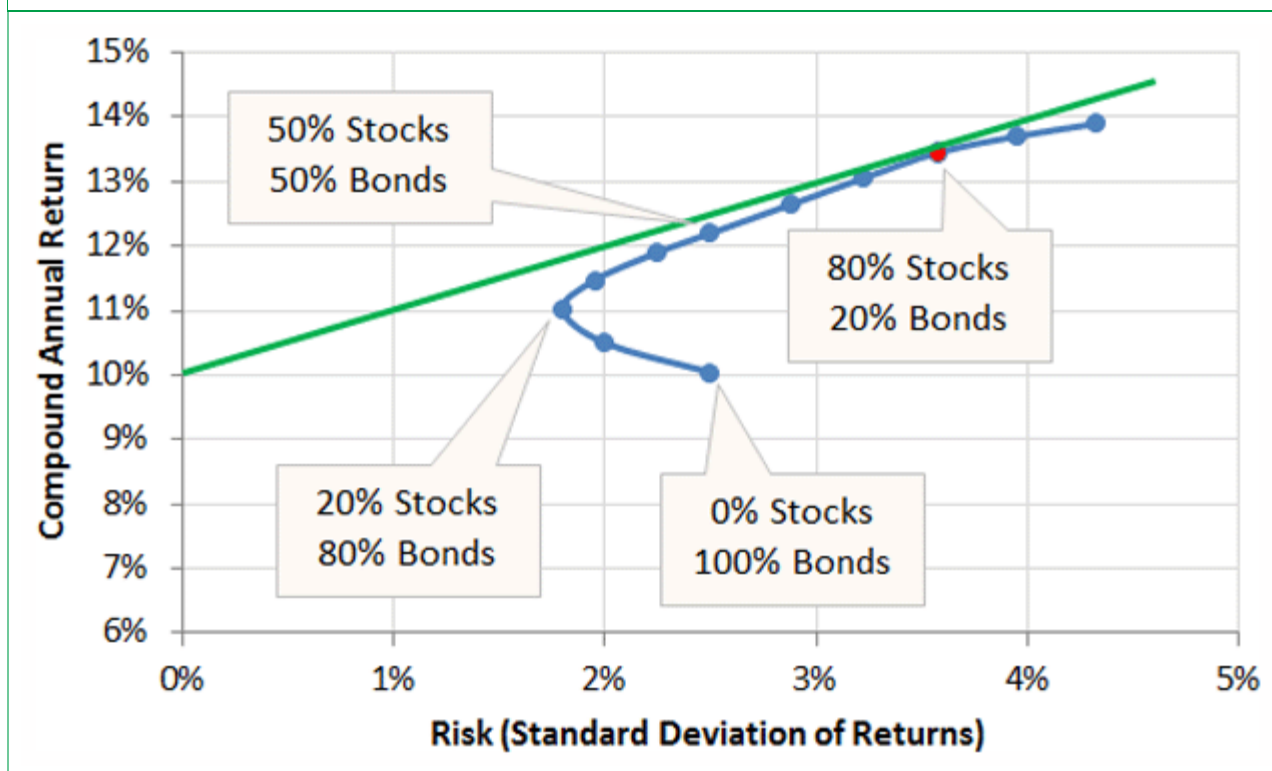 15%
14%
13%
12%
11%
10%
9%
8%
7%
6%
Compound Annual Return
50% Stocks
50% Bonds
80% Stocks
20% Bonds
20% Stocks
80% Bonds
0% Stocks
100% Bonds
0% 1% 2% 3% 4% 5%
Risk (Standard Deviation of Returns)